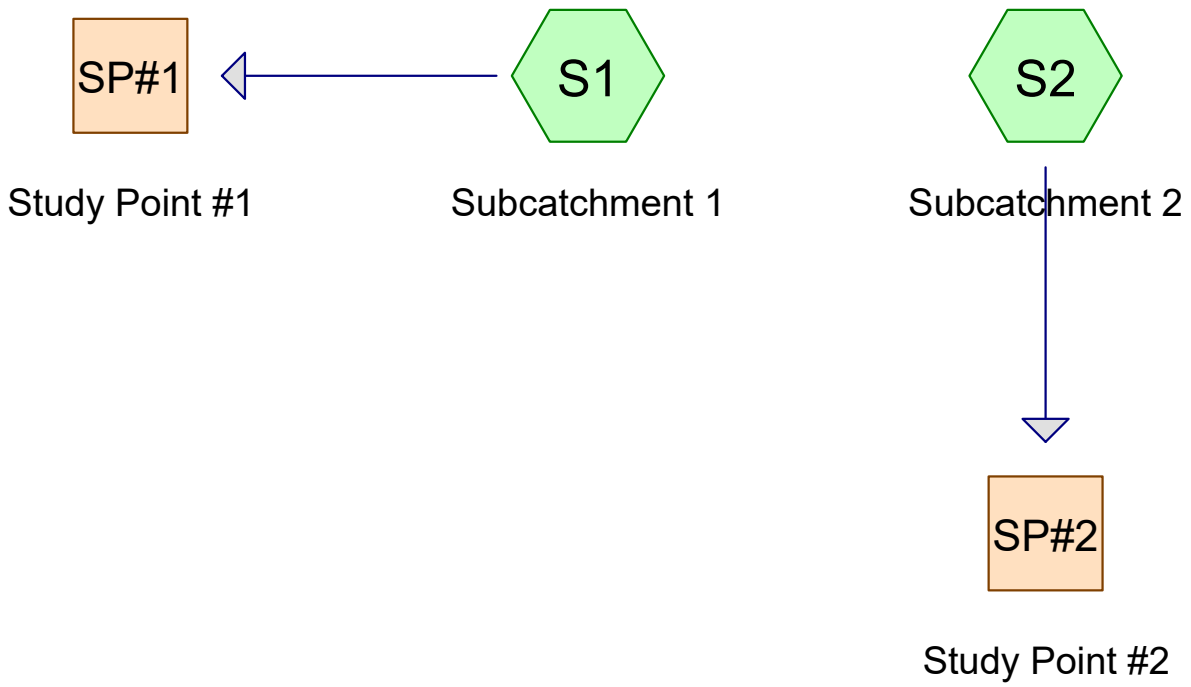 SP#1
S1
S2
Study Point #1
Subcatchment 1
Subcatchment 2
SP#2
Study Point #2